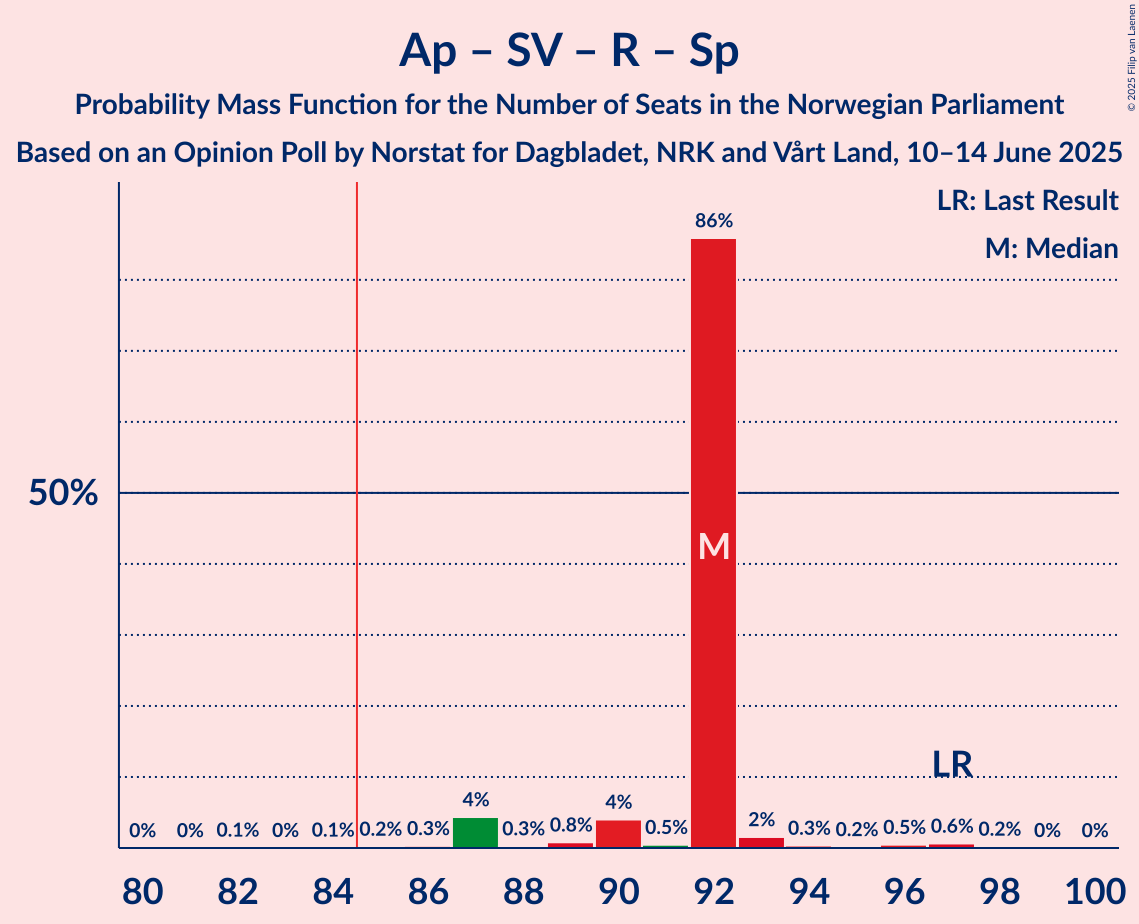 Ap – SV – R – Sp
Probability Mass Function for the Number of Seats in the Norwegian Parliament
Based on an Opinion Poll by Norstat for Dagbladet, NRK and Vårt Land, 10–14 June 2025
© 2025 Filip van Laenen
LR: Last Result
M: Median
86%
50%
M
LR
0% 0% 0.1% 0% 0.1% 0.2% 0.3% 4% 0.3% 0.8% 4% 0.5% 2% 0.3% 0.2% 0.5% 0.6% 0.2% 0% 0%
80 82 84 86 88 90 92 94 96 98 100